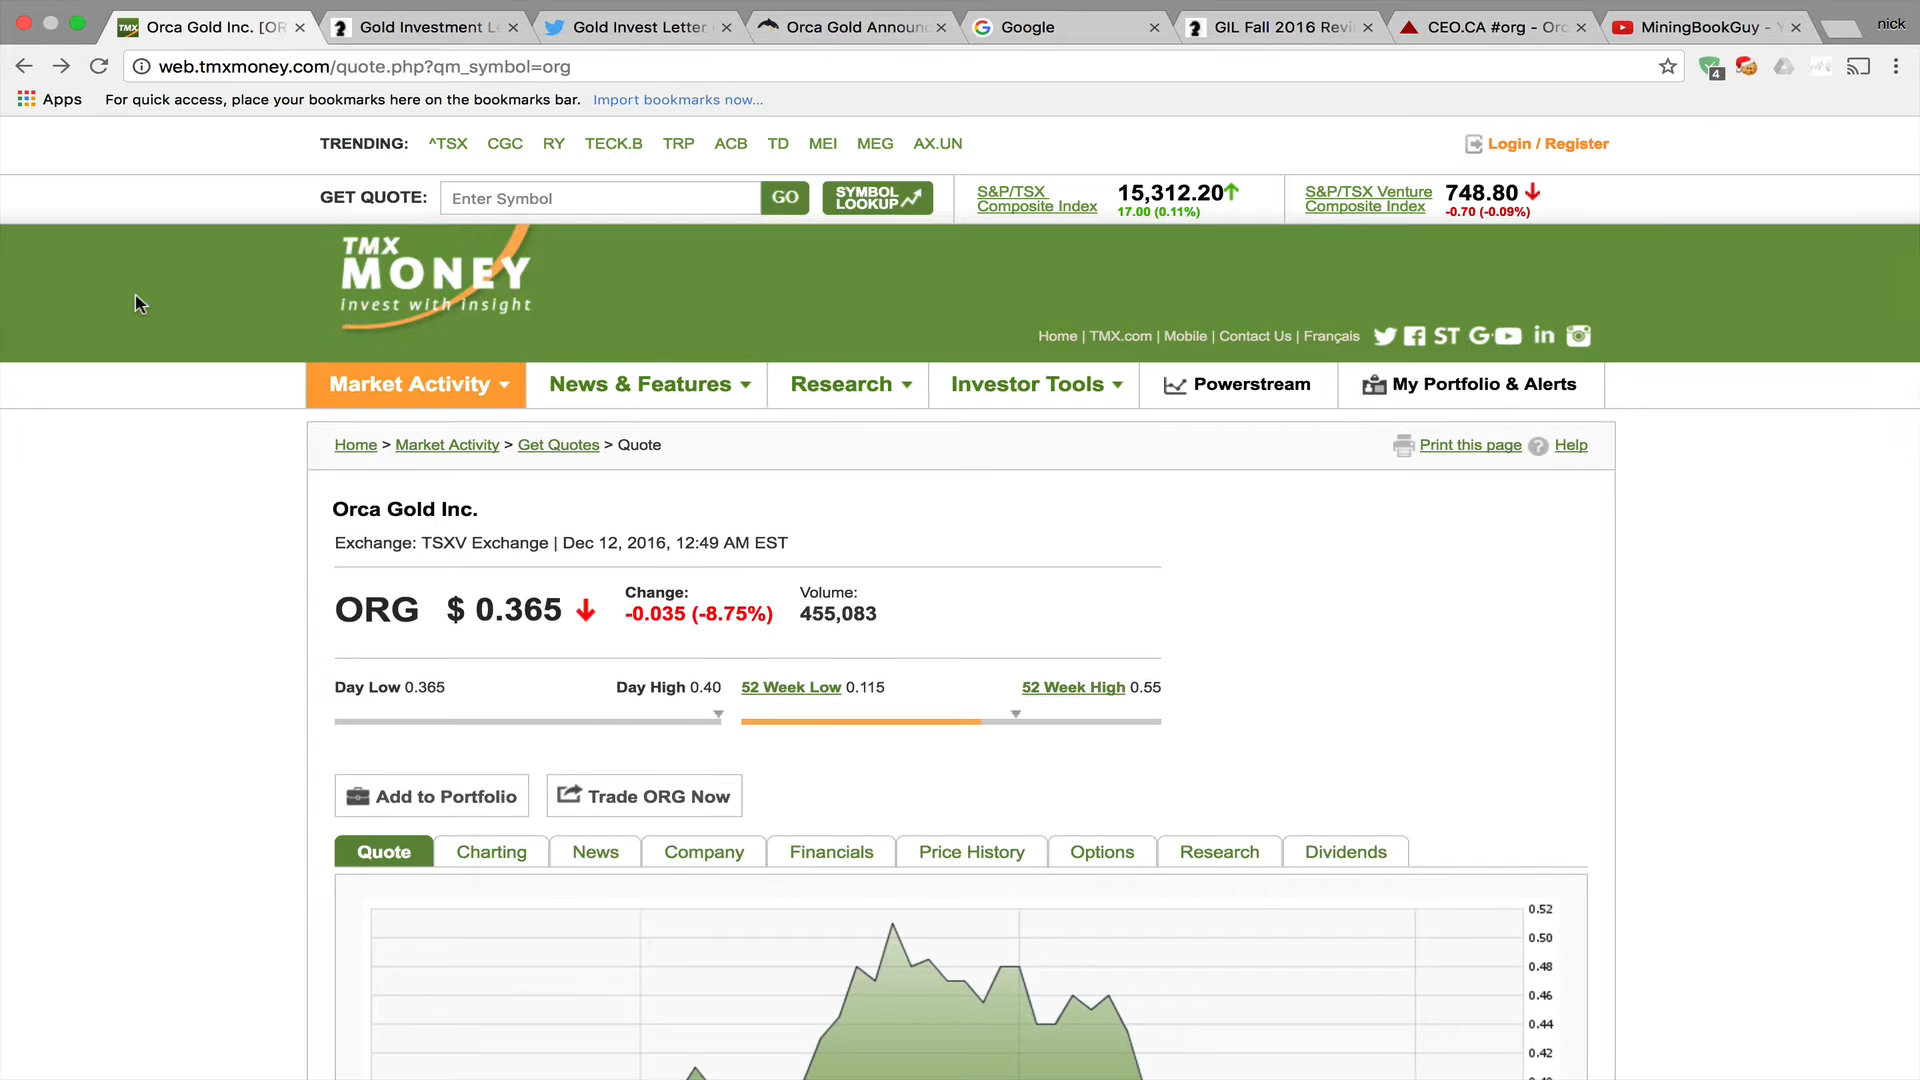 Orca Gold Inc. [OR
Gold Investment Le
Gold Invest Letter (
Orca Gold Announc
Google
GIL Fall 2016 Revi
CEO.CA #org - Orc
MiningBookGuy - Y
nick
web.tmxmoney.com/quote.php?qm_symbol=org
4
Apps
For quick access, place your bookmarks here on the bookmarks bar.
Import bookmarks now...
TRENDING: ^TSX CGC RY TECK.B TRP ACB TD MEI MEG AX.UN
Login / Register
GET QUOTE:
Enter Symbol
GO
SYMBOL
LOOKUP
S&P/TSX
Composite Index
15,312.20
17.00 (0.11%)
S&P/TSX Venture
Composite Index
748.80
-0.70 (-0.09%)
TMX
MONEY
invest with insight
Home | TMX.com | Mobile | Contact Us | Français
ST G+ in
Market Activity
News & Features
Research
Investor Tools
Powerstream
My Portfolio & Alerts
Home > Market Activity > Get Quotes > Quote
Print this page
? Help
Orca Gold Inc.
Exchange: TSXV Exchange | Dec 12, 2016, 12:49 AM EST
ORG $ 0.365
Change:
-0.035 (-8.75%)
Volume:
455,083
Day Low 0.365
Day High 0.40
52 Week Low 0.115
52 Week High 0.55
Add to Portfolio
Trade ORG Now
Quote
Charting
News
Company
Financials
Price History
Options
Research
Dividends
0.52
0.50
0.48
0.46
0.44
0.42